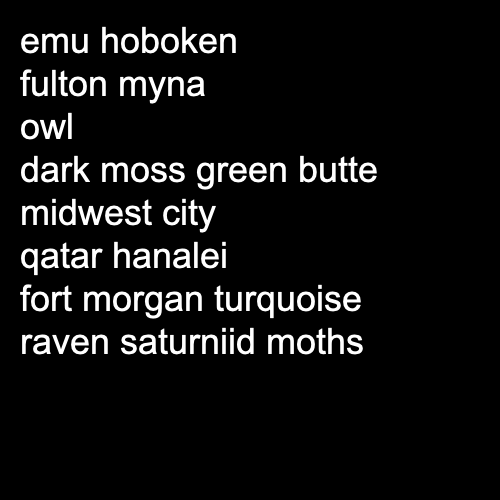 emu hoboken
fulton myna
owl
dark moss green butte
midwest city
qatar hanalei
fort morgan turquoise
raven saturniid moths